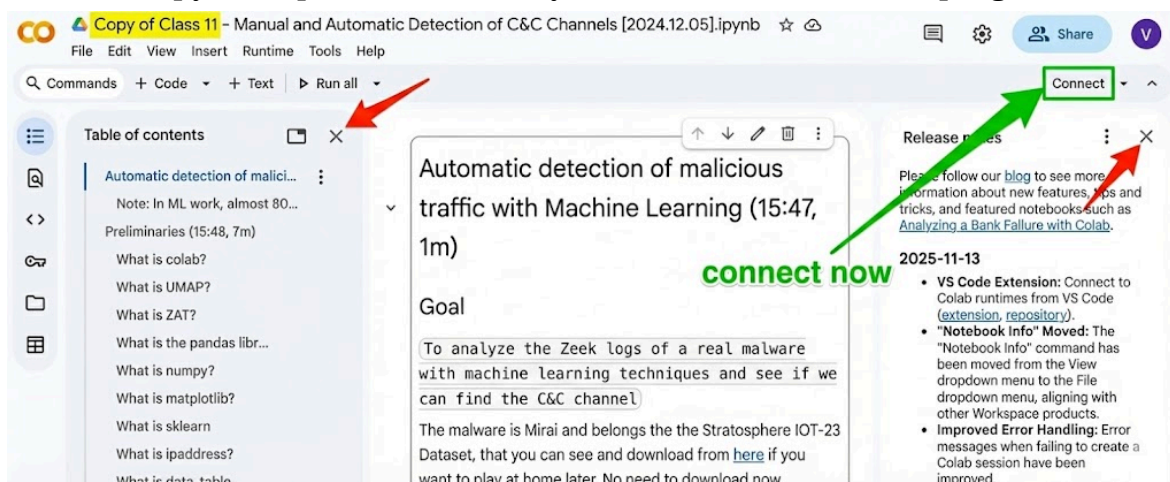 CO
Copy of Class 11 – Manual and Automatic Detection of C&C Channels [2024.12.05].ipynb
File Edit View Insert Runtime Tools Help
Share
V
Commands + Code + Text Run all
Connect
Table of contents
Automatic detection of malici...
Note: In ML work, almost 80...
Preliminaries (15:48, 7m)
What is colab?
What is UMAP?
What is ZAT?
What is the pandas libr...
What is numpy?
What is matplotlib?
What is sklearn
What is ipaddress?
What is data_table
Automatic detection of malicious
traffic with Machine Learning (15:47,
1m)
Goal
To analyze the Zeek logs of a real malware
with machine learning techniques and see if we
can find the C&C channel
The malware is Mirai and belongs the the Stratosphere IOT-23
Dataset, that you can see and download from here if you
want to play at home later. No need to download now
connect now
Release notes
Please follow our blog to see more
information about new features, tips and
tricks, and featured notebooks such as
Analyzing a Bank Failure with Colab.
2025-11-13
• VS Code Extension: Connect to
Colab runtimes from VS Code
(extension, repository).
• "Notebook Info" Moved: The
"Notebook Info" command has
been moved from the View
dropdown menu to the File
dropdown menu, aligning with
other Workspace products.
• Improved Error Handling: Error
messages when failing to create a
Colab session have been
improved